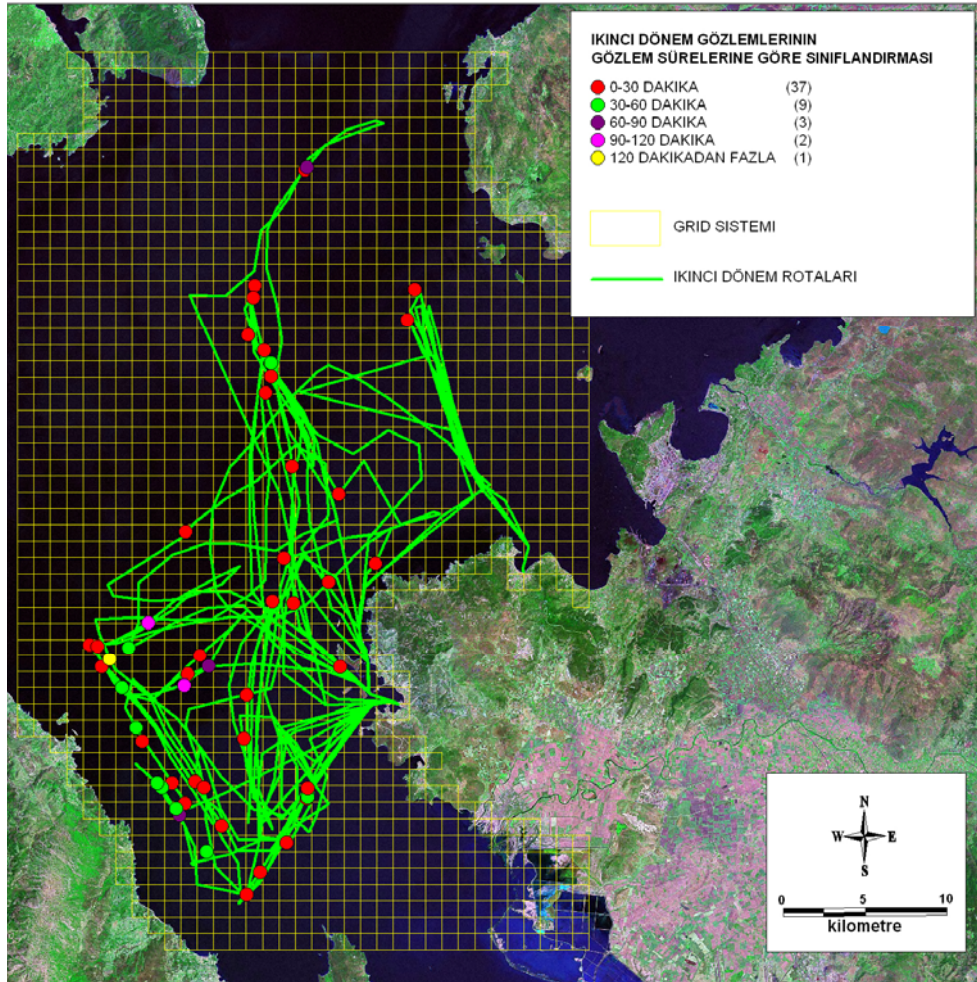 IKINCI DÖNEM GÖZLEMLERININ
GÖZLEM SÜRELERINE GÖRE SINIFLANDIRMASI
0-30 DAKIKA (37)
30-60 DAKIKA (9)
60-90 DAKIKA (3)
90-120 DAKIKA (2)
120 DAKIKADAN FAZLA (1)
GRID SISTEMI
IKINCI DÖNEM ROTALARI
N
W E
S
0 5 10
kilometre